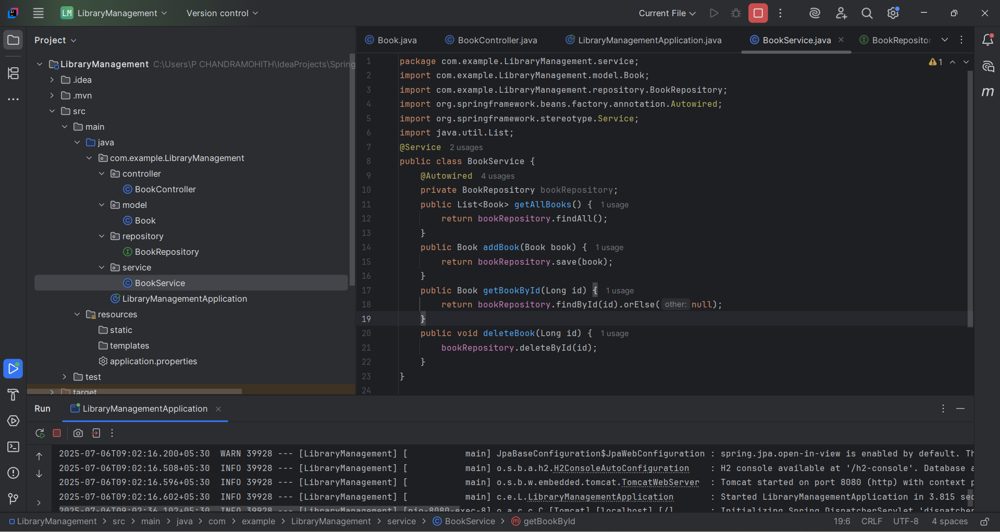 LM LibraryManagement Version control Current File
Project
LibraryManagement C:\Users\P CHANDRAMOHITH\IdeaProjects\Spring
.idea
.mvn
src
main
java
com.example.LibraryManagement
controller
BookController
model
Book
repository
BookRepository
service
BookService
LibraryManagementApplication
resources
static
templates
application.properties
test
target
Book.java BookController.java LibraryManagementApplication.java BookService.java BookRepositor
1 package com.example.LibraryManagement.service;
2 import com.example.LibraryManagement.model.Book;
3 import com.example.LibraryManagement.repository.BookRepository;
4 import org.springframework.beans.factory.annotation.Autowired;
5 import org.springframework.stereotype.Service;
6 import java.util.List;
7 @Service 2 usages
8 public class BookService {
9 @Autowired 4 usages
10 private BookRepository bookRepository;
11 public List<Book> getAllBooks() { 1 usage
12 return bookRepository.findAll();
13 }
14 public Book addBook(Book book) { 1 usage
15 return bookRepository.save(book);
16 }
17 public Book getBookById(Long id) { 1 usage
18 return bookRepository.findById(id).orElse( other: null);
19 }
20 public void deleteBook(Long id) { 1 usage
21 bookRepository.deleteById(id);
22 }
23 }
24
1
m
Run LibraryManagementApplication
2025-07-06T09:02:16.200+05:30 WARN 39928 --- [LibraryManagement] [ main] JpaBaseConfiguration$JpaWebConfiguration : spring.jpa.open-in-view is enabled by default. Th
2025-07-06T09:02:16.508+05:30 INFO 39928 --- [LibraryManagement] [ main] o.s.b.a.h2.H2ConsoleAutoConfiguration : H2 console available at '/h2-console'. Database a
2025-07-06T09:02:16.596+05:30 INFO 39928 --- [LibraryManagement] [ main] o.s.b.w.embedded.tomcat.TomcatWebServer : Tomcat started on port 8080 (http) with context p
2025-07-06T09:02:16.602+05:30 INFO 39928 --- [LibraryManagement] [ main] c.e.L.LibraryManagementApplication : Started LibraryManagementApplication in 3.815 sec
2025-07-06T09:02:36.102+05:30 INFO 39928 --- [LibraryManagement] [nio-8080-exec-8] o.a.c.c.C.[Tomcat].[localhost].[/] : Initializing Spring DispatcherServlet 'dispatcher
LibraryManagement > src > main > java > com > example > LibraryManagement > service > BookService > getBookById 19:6 CRLF UTF-8 4 spaces